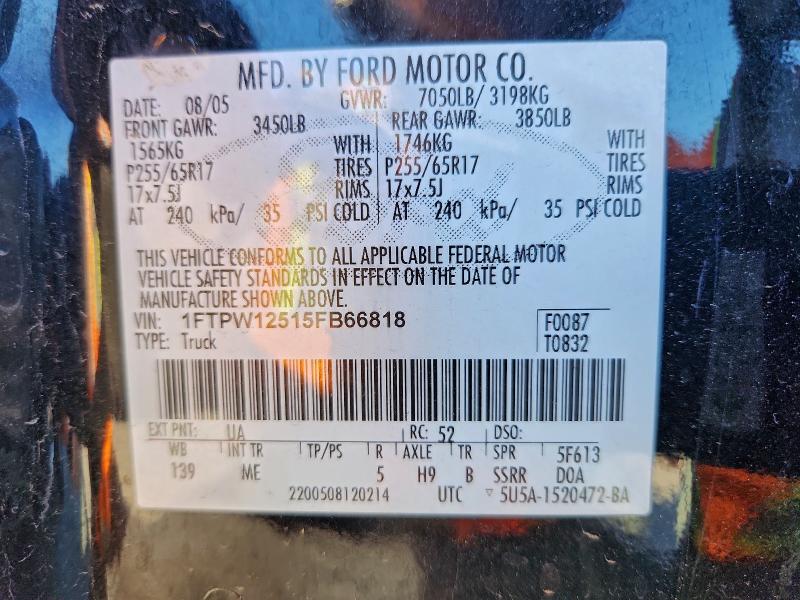 MFD. BY FORD MOTOR CO.
DATE: 08/05 GVWR: 7050LB/ 3198KG
FRONT GAWR: 3450LB REAR GAWR: 3850LB
1565KG WITH 1746KG WITH
P255/65R17 TIRES P255/65R17 TIRES
17x7.5J RIMS 17x7.5J RIMS
AT 240 kPa/ 35 PSI COLD AT 240 kPa/ 35 PSI COLD
THIS VEHICLE CONFORMS TO ALL APPLICABLE FEDERAL MOTOR
VEHICLE SAFETY STANDARDS IN EFFECT ON THE DATE OF
MANUFACTURE SHOWN ABOVE.
VIN: 1FTPW12515FB66818 F0087
TYPE: Truck T0832
EXT PNT: UA RC: 52 DSO:
WB INT TR TP/PS R AXLE TR SPR 5F613
139 ME 5 H9 B SSRR DOA
2200508120214 UTC ▽ 5U5A-1520472-BA